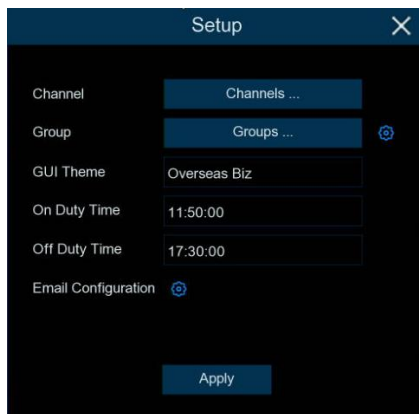 Setup
Channel Channels ...
Group Groups ...
GUI Theme Overseas Biz
On Duty Time 11:50:00
Off Duty Time 17:30:00
Email Configuration
Apply